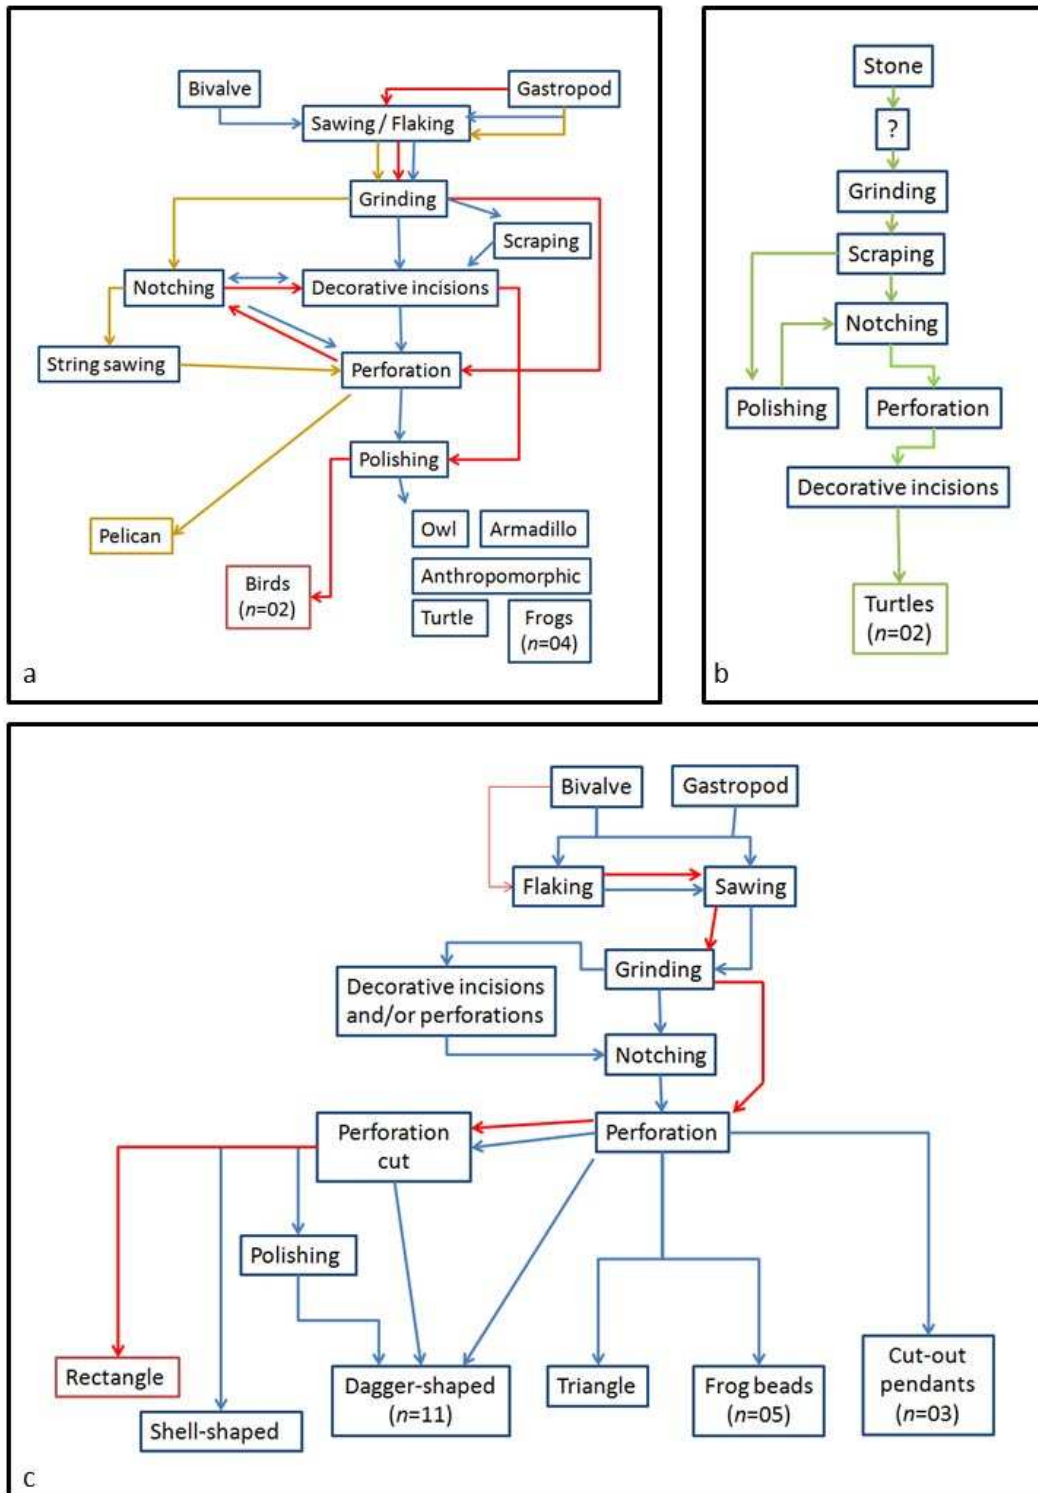 Bivalve
Gastropod
Sawing / Flaking
Grinding
Scraping
Notching
Decorative incisions
String sawing
Perforation
Polishing
Pelican
Owl
Armadillo
Anthropomorphic
Birds
(n=02)
Turtle
Frogs
(n=04)
a
Stone
?
Grinding
Scraping
Notching
Polishing
Perforation
Decorative incisions
Turtles
(n=02)
b
Bivalve
Gastropod
Flaking
Sawing
Grinding
Decorative incisions
and/or perforations
Notching
Perforation
cut
Perforation
Polishing
Rectangle
Shell-shaped
Dagger-shaped
(n=11)
Triangle
Frog beads
(n=05)
Cut-out
pendants
(n=03)
c